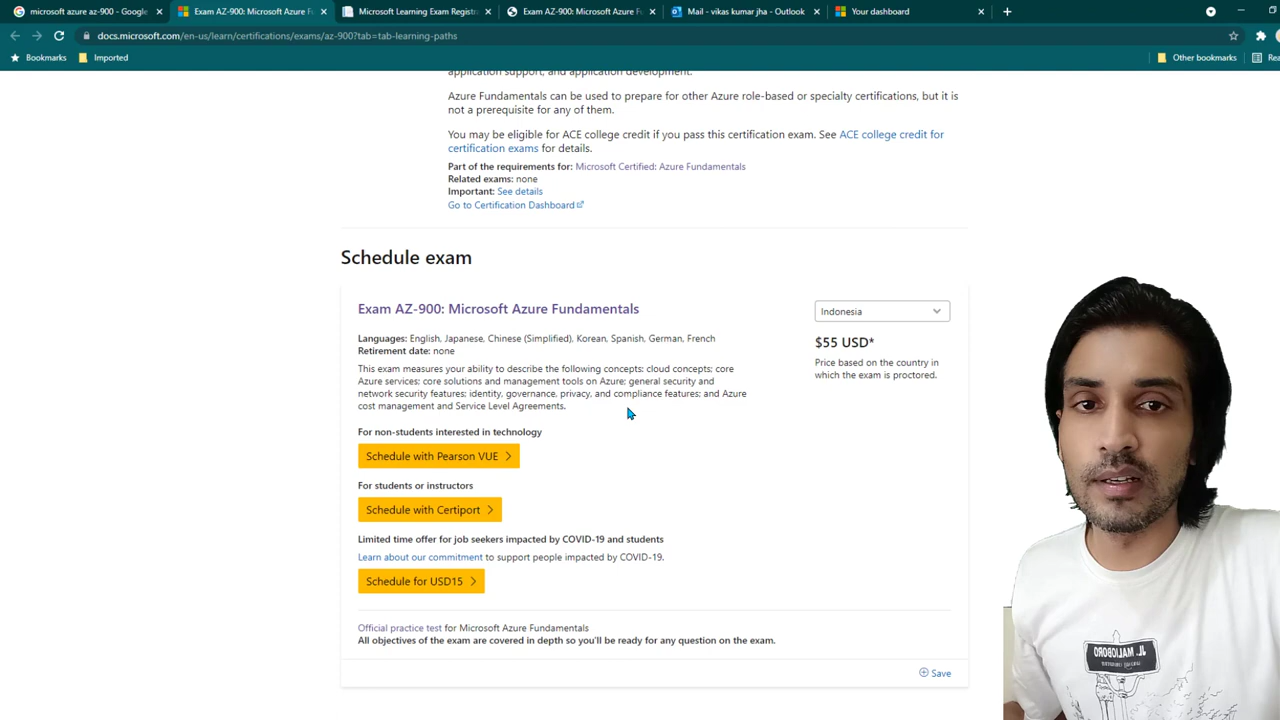 microsoft azure az-900 - Google
Exam AZ-900: Microsoft Azure F
Microsoft Learning Exam Registr
Exam AZ-900: Microsoft Azure F
Mail - vikas kumar jha - Outlook
Your dashboard
docs.microsoft.com/en-us/learn/certifications/exams/az-900?tab=tab-learning-paths
Bookmarks
Imported
Other bookmarks
Rea
application support, and application development.
Azure Fundamentals can be used to prepare for other Azure role-based or specialty certifications, but it is
not a prerequisite for any of them.
You may be eligible for ACE college credit if you pass this certification exam. See ACE college credit for
certification exams for details.
Part of the requirements for: Microsoft Certified: Azure Fundamentals
Related exams: none
Important: See details
Go to Certification Dashboard
Schedule exam
Exam AZ-900: Microsoft Azure Fundamentals
Languages: English, Japanese, Chinese (Simplified), Korean, Spanish, German, French
Retirement date: none
This exam measures your ability to describe the following concepts: cloud concepts; core
Azure services; core solutions and management tools on Azure; general security and
network security features; identity, governance, privacy, and compliance features; and Azure
cost management and Service Level Agreements.
Indonesia
$55 USD*
Price based on the country in
which the exam is proctored.
For non-students interested in technology
Schedule with Pearson VUE
For students or instructors
Schedule with Certiport
Limited time offer for job seekers impacted by COVID-19 and students
Learn about our commitment to support people impacted by COVID-19.
Schedule for USD15
Official practice test for Microsoft Azure Fundamentals
All objectives of the exam are covered in depth so you'll be ready for any question on the exam.
Save
JL. MALIOBORO